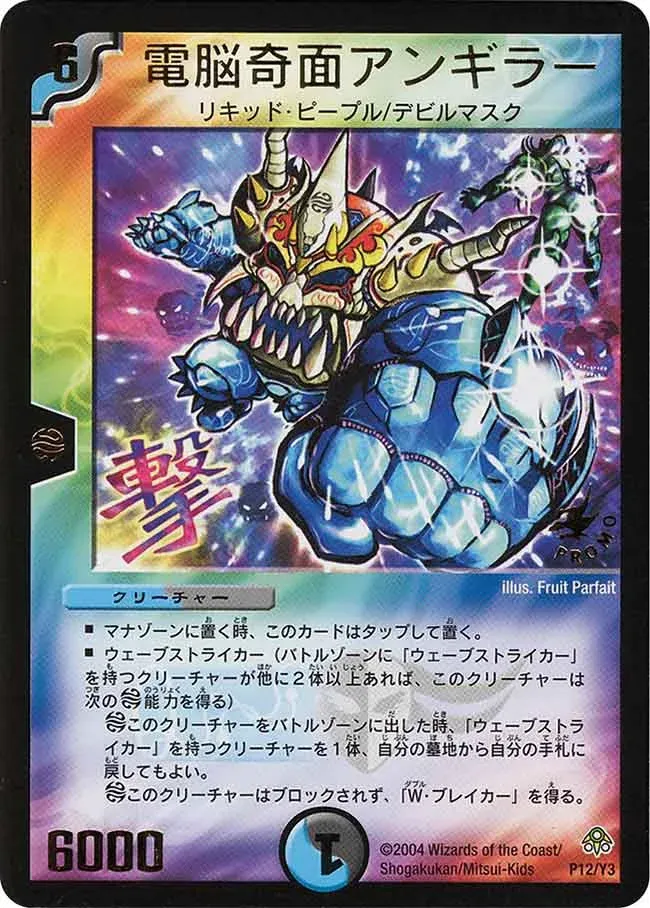 6
電脳奇面アンギラー
リキッド·ピープル/デビルマスク
撃
PROMO
illus. Fruit Parfait
クリーチャー
■ マナゾーンに置く時、このカードはタップして置く。
■ ウェーブストライカー（バトルゾーンに「ウェーブストライカー」
を持つクリーチャーが他に２体以上あれば、このクリーチャーは
次の能力を得る）
このクリーチャーをバトルゾーンに出した時、「ウェーブストラ
イカー」を持つクリーチャーを１体、自分の墓地から自分の手札に
戻してもよい。
このクリーチャーはブロックされず、「W・ブレイカー」を得る。
6000
1
©2004 Wizards of the Coast/
Shogakukan/Mitsui-Kids
P12/Y3